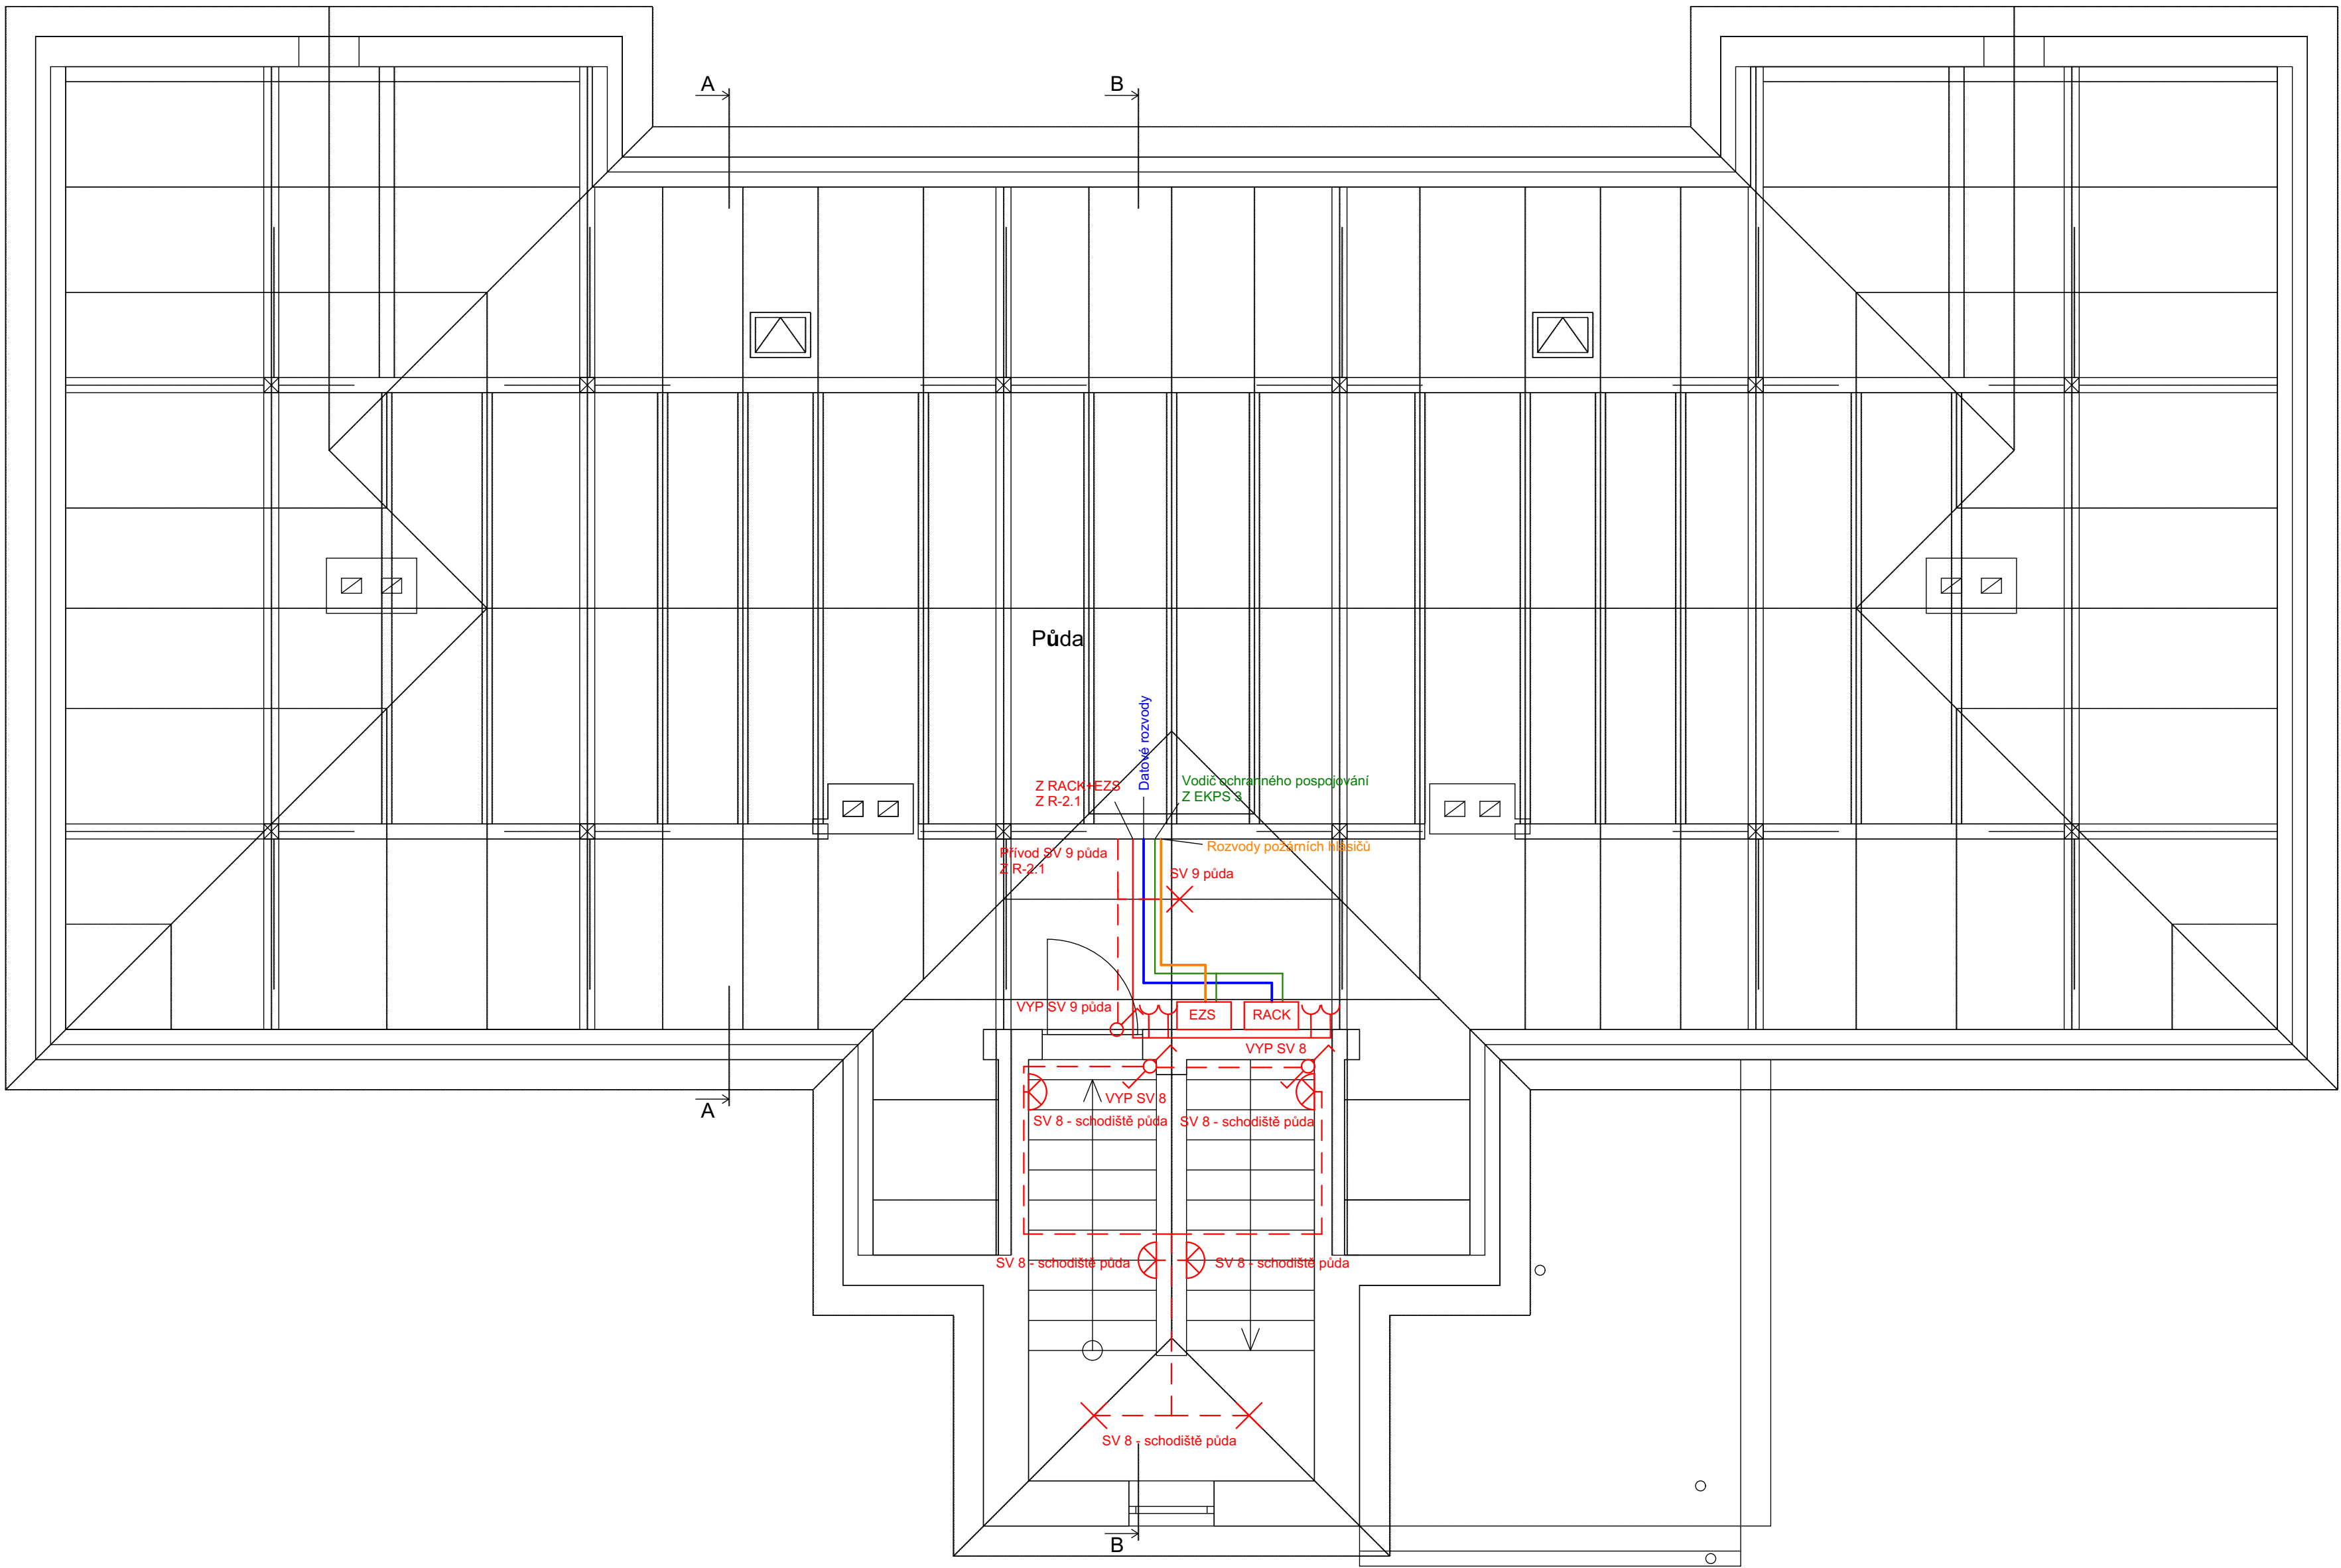 A
B
Půda
Datové rozvody
Z RACK+EZS
Z R-2.1
Vodič ochranného pospojování
Z EKPS 3
Přívod SV 9 půda
Z R-2.1
Rozvody požárních hlásičů
SV 9 půda
VYP SV 9 půda
EZS
RACK
VYP SV 8
VYP SV 8
A
SV 8 - schodiště půda
SV 8 - schodiště půda
SV 8 - schodiště půda
SV 8 - schodiště půda
SV 8 - schodiště půda
B